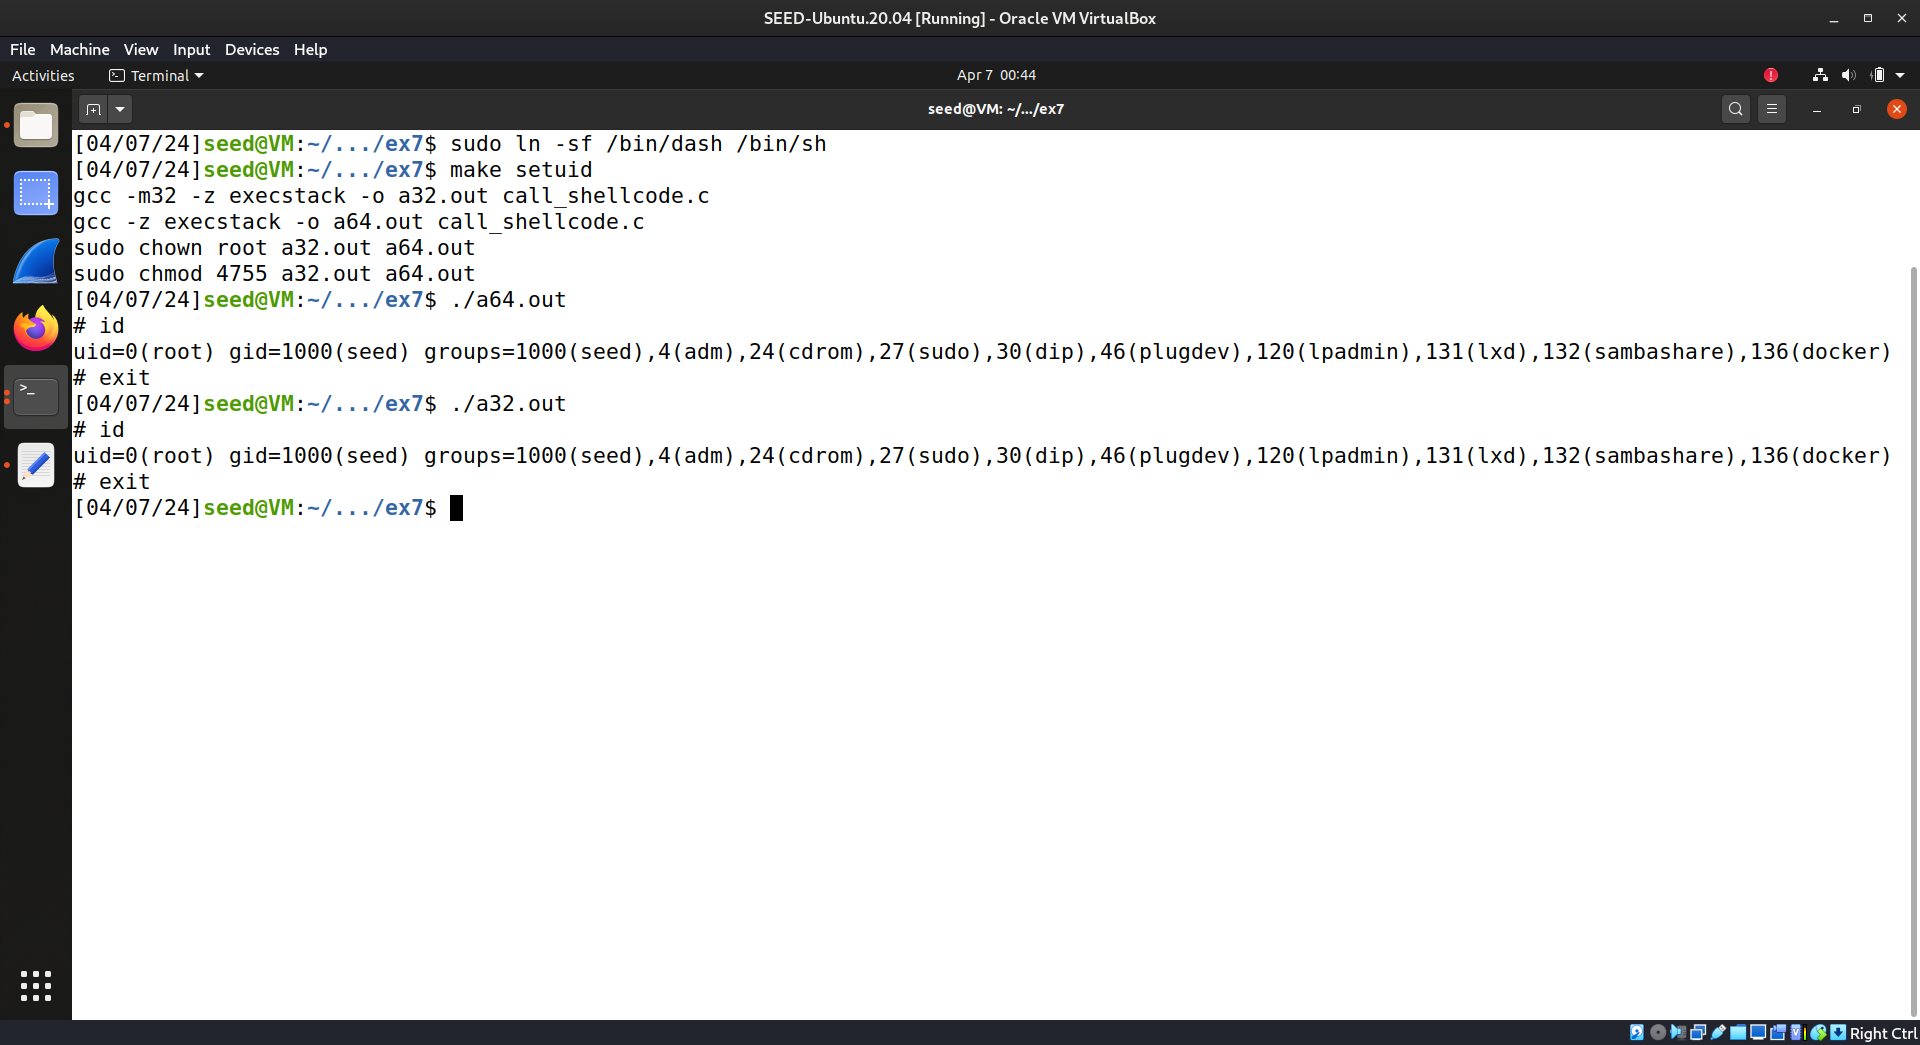 SEED-Ubuntu.20.04 [Running] - Oracle VM VirtualBox
File Machine View Input Devices Help
Activities Terminal Apr 7 00:44
seed@VM: ~/.../ex7
[04/07/24]seed@VM:~/.../ex7$ sudo ln -sf /bin/dash /bin/sh
[04/07/24]seed@VM:~/.../ex7$ make setuid
gcc -m32 -z execstack -o a32.out call_shellcode.c
gcc -z execstack -o a64.out call_shellcode.c
sudo chown root a32.out a64.out
sudo chmod 4755 a32.out a64.out
[04/07/24]seed@VM:~/.../ex7$ ./a64.out
# id
uid=0(root) gid=1000(seed) groups=1000(seed),4(adm),24(cdrom),27(sudo),30(dip),46(plugdev),120(lpadmin),131(lxd),132(sambashare),136(docker)
# exit
[04/07/24]seed@VM:~/.../ex7$ ./a32.out
# id
uid=0(root) gid=1000(seed) groups=1000(seed),4(adm),24(cdrom),27(sudo),30(dip),46(plugdev),120(lpadmin),131(lxd),132(sambashare),136(docker)
# exit
[04/07/24]seed@VM:~/.../ex7$
Right Ctrl